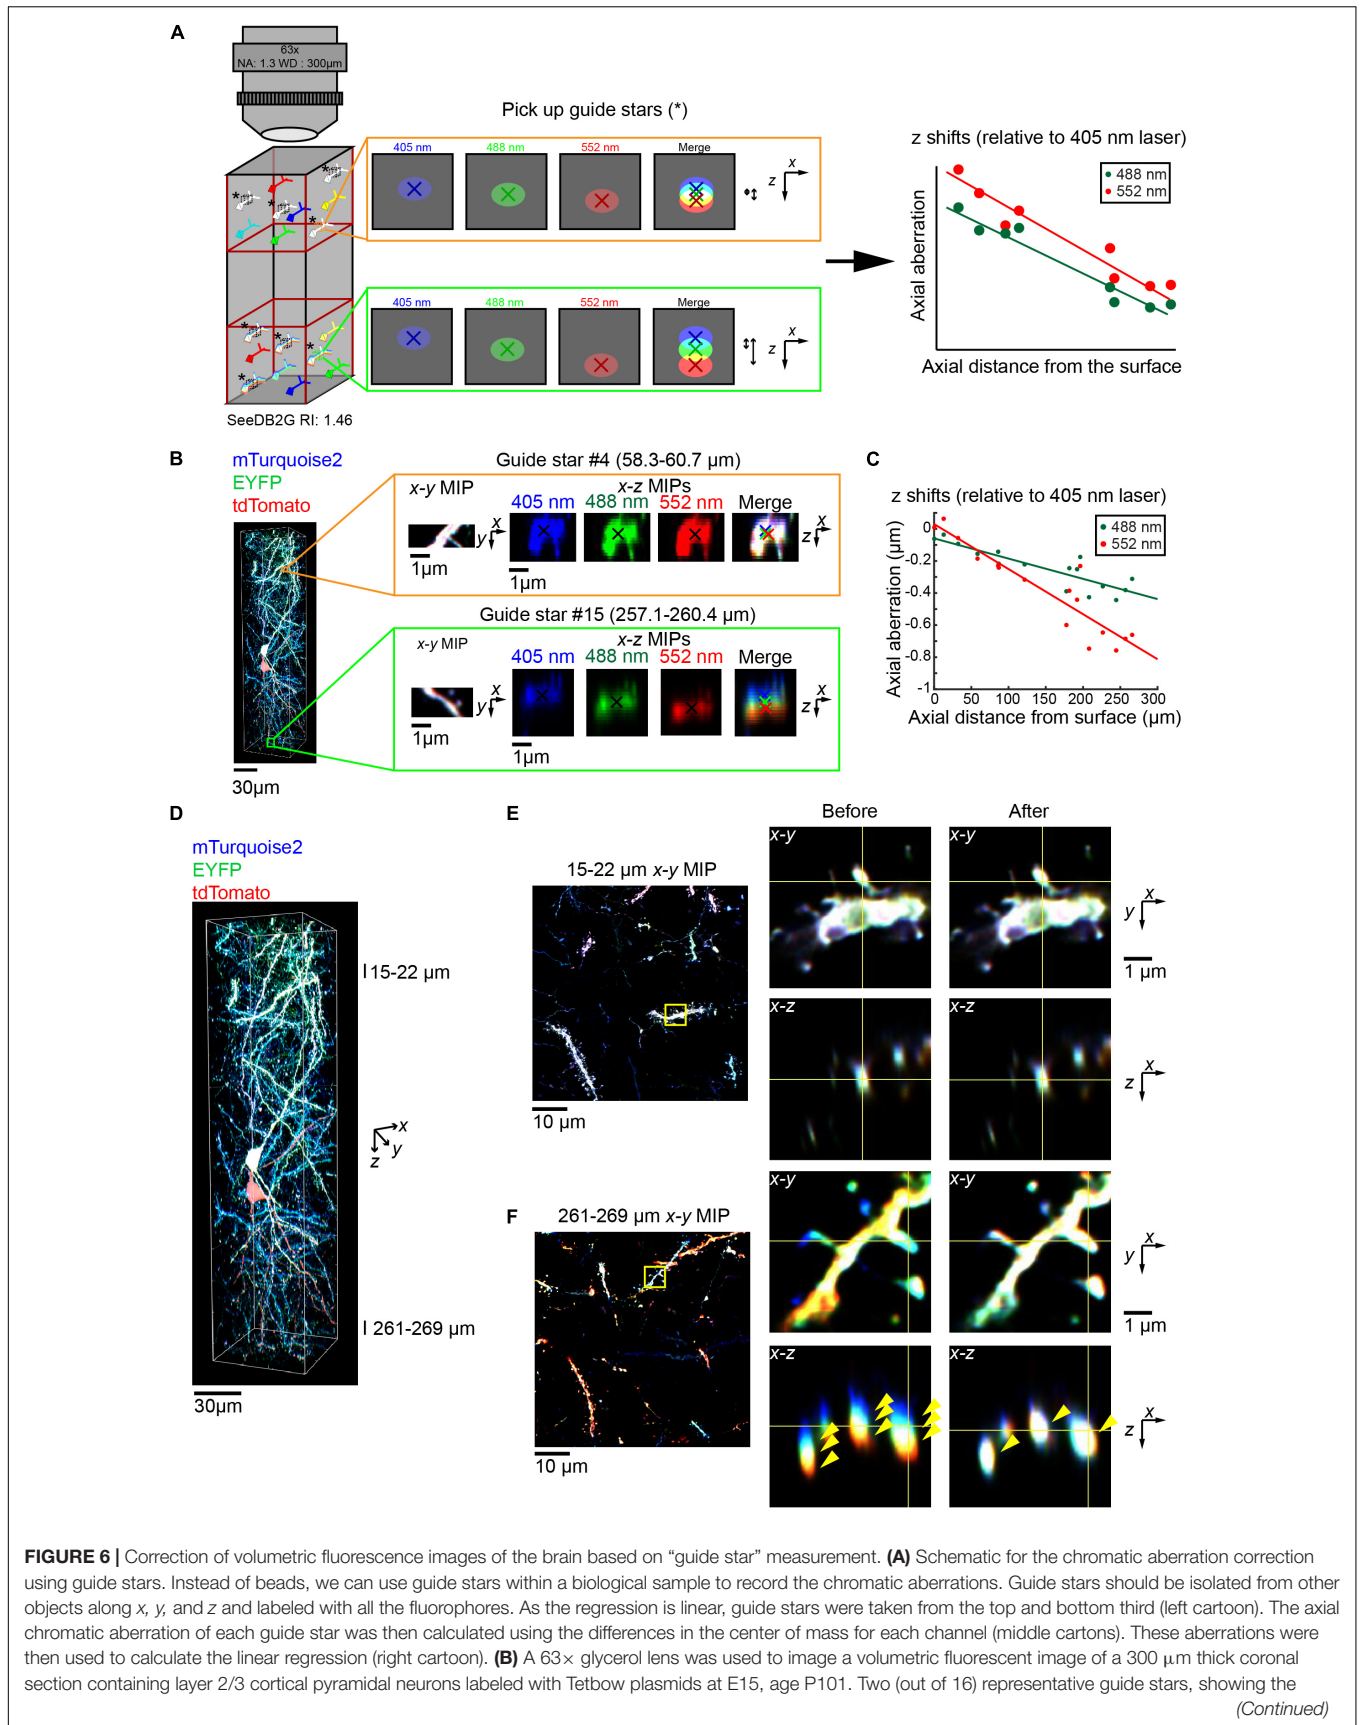 A
63x
NA: 1.3 WD : 300µm
Pick up guide stars (*)
405 nm
488 nm
552 nm
Merge
x
z
405 nm
488 nm
552 nm
Merge
x
z
SeeDB2G RI: 1.46
z shifts (relative to 405 nm laser)
488 nm
552 nm
Axial aberration
Axial distance from the surface
B
mTurquoise2
EYFP
tdTomato
30µm
Guide star #4 (58.3-60.7 µm)
x-y MIP
x-z MIPs
405 nm
488 nm
552 nm
Merge
x
y
x
z
1µm
1µm
Guide star #15 (257.1-260.4 µm)
x-y MIP
x-z MIPs
405 nm
488 nm
552 nm
Merge
x
y
x
z
1µm
1µm
C
z shifts (relative to 405 nm laser)
488 nm
552 nm
Axial aberration (µm)
0
-0.2
-0.4
-0.6
-0.8
-1
0
50
100
150
200
250
300
Axial distance from surface (µm)
D
mTurquoise2
EYFP
tdTomato
15-22 µm
x
y
z
261-269 µm
30µm
E
15-22 µm x-y MIP
10 µm
Before
After
x-y
x-y
x
y
1 µm
x-z
x-z
x
z
F
261-269 µm x-y MIP
10 µm
x-y
x-y
x
y
1 µm
x-z
x-z
x
z
FIGURE 6 | Correction of volumetric fluorescence images of the brain based on “guide star” measurement. (A) Schematic for the chromatic aberration correction
using guide stars. Instead of beads, we can use guide stars within a biological sample to record the chromatic aberrations. Guide stars should be isolated from other
objects along x, y, and z and labeled with all the fluorophores. As the regression is linear, guide stars were taken from the top and bottom third (left cartoon). The axial
chromatic aberration of each guide star was then calculated using the differences in the center of mass for each channel (middle cartons). These aberrations were
then used to calculate the linear regression (right cartoon). (B) A 63× glycerol lens was used to image a volumetric fluorescent image of a 300 µm thick coronal
section containing layer 2/3 cortical pyramidal neurons labeled with Tetbow plasmids at E15, age P101. Two (out of 16) representative guide stars, showing the
(Continued)